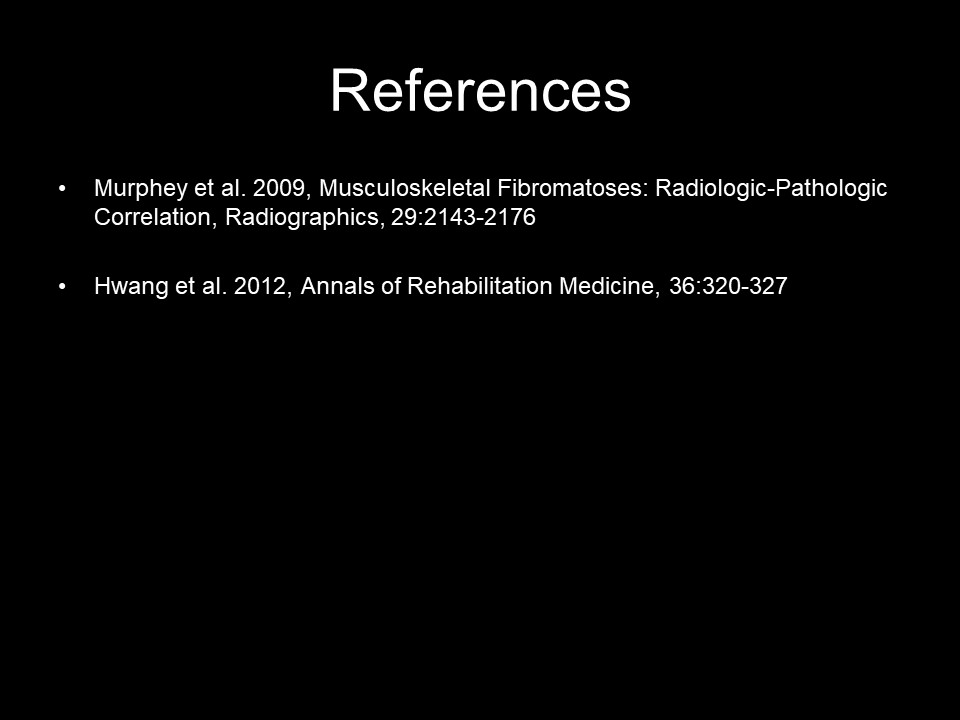 References
• Murphey et al. 2009, Musculoskeletal Fibromatoses: Radiologic-Pathologic
Correlation, Radiographics, 29:2143-2176
• Hwang et al. 2012, Annals of Rehabilitation Medicine, 36:320-327